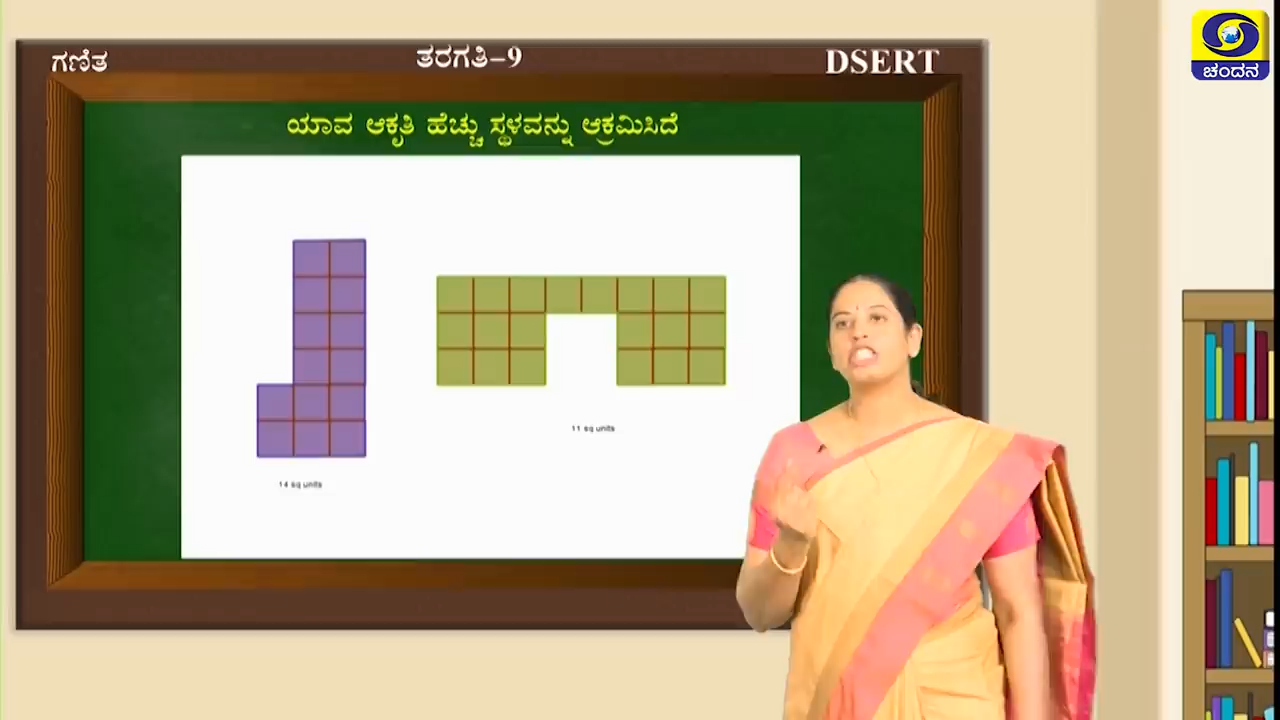 ಗಣಿತ
ತರಗತಿ-9
DSERT
ಚಂದನ
ಯಾವ ಆಕೃತಿ ಹೆಚ್ಚು ಸ್ಥಳವನ್ನು ಆಕ್ರಮಿಸಿದೆ
11 sq units
14 sq units